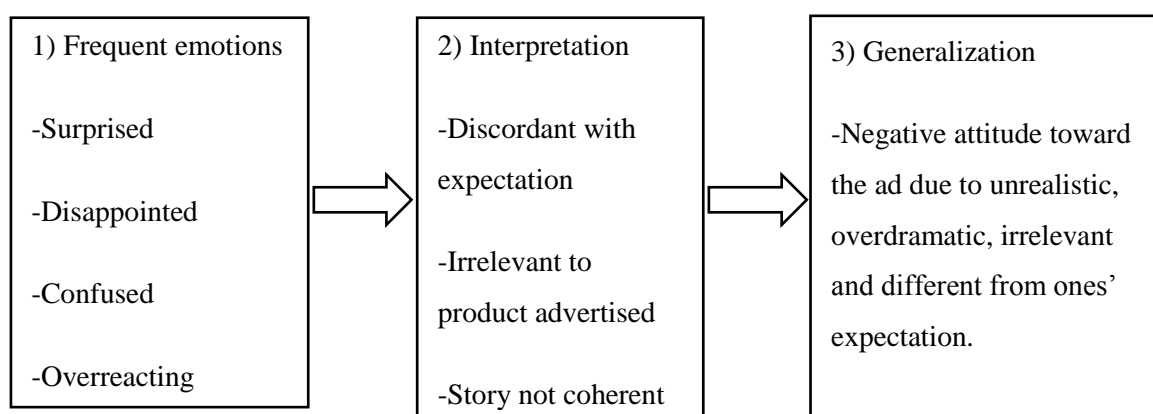 1) Frequent emotions
-Surprised
-Disappointed
-Confused
-Overreacting
2) Interpretation
-Discordant with
expectation
-Irrelevant to
product advertised
-Story not coherent
3) Generalization
-Negative attitude toward
the ad due to unrealistic,
overdramatic, irrelevant
and different from ones’
expectation.